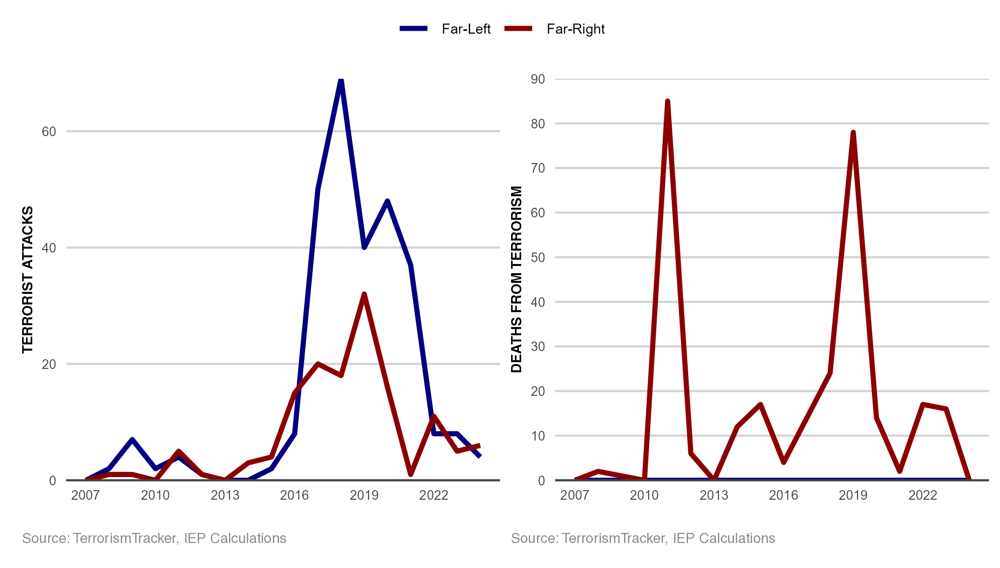 Far-Left
Far-Right
TERRORIST ATTACKS
60
40
20
0
2007 2010 2013 2016 2019 2022
Source: TerrorismTracker, IEP Calculations
DEATHS FROM TERRORISM
90
80
70
60
50
40
30
20
10
0
2007 2010 2013 2016 2019 2022
Source: TerrorismTracker, IEP Calculations